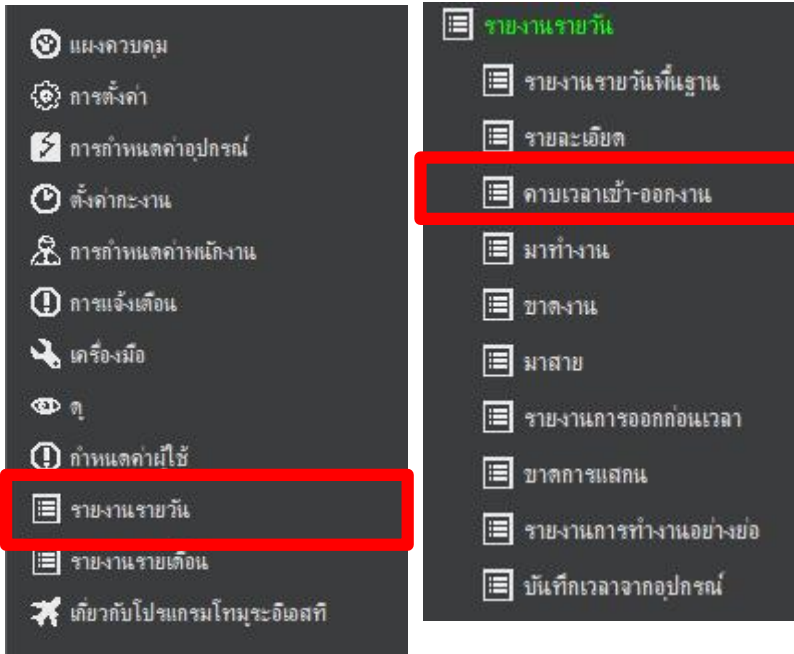 แผงควบคุม
การตั้งค่า
การกำหนดค่าอุปกรณ์
ตั้งค่ากะงาน
การกำหนดค่าพนักงาน
การแจ้งเตือน
เครื่องมือ
ดู
กำหนดค่าผู้ใช้
รายงานรายวัน
รายงานรายเดือน
เกี่ยวกับโปรแกรมโทมุระอีเอสที
รายงานรายวัน
รายงานรายวันพื้นฐาน
รายละเอียด
คาบเวลาเข้า-ออกงาน
มาทำงาน
ขาดงาน
มาสาย
รายงานการออกก่อนเวลา
ขาดการแสกน
รายงานการทำงานอย่างย่อ
บันทึกเวลาจากอุปกรณ์